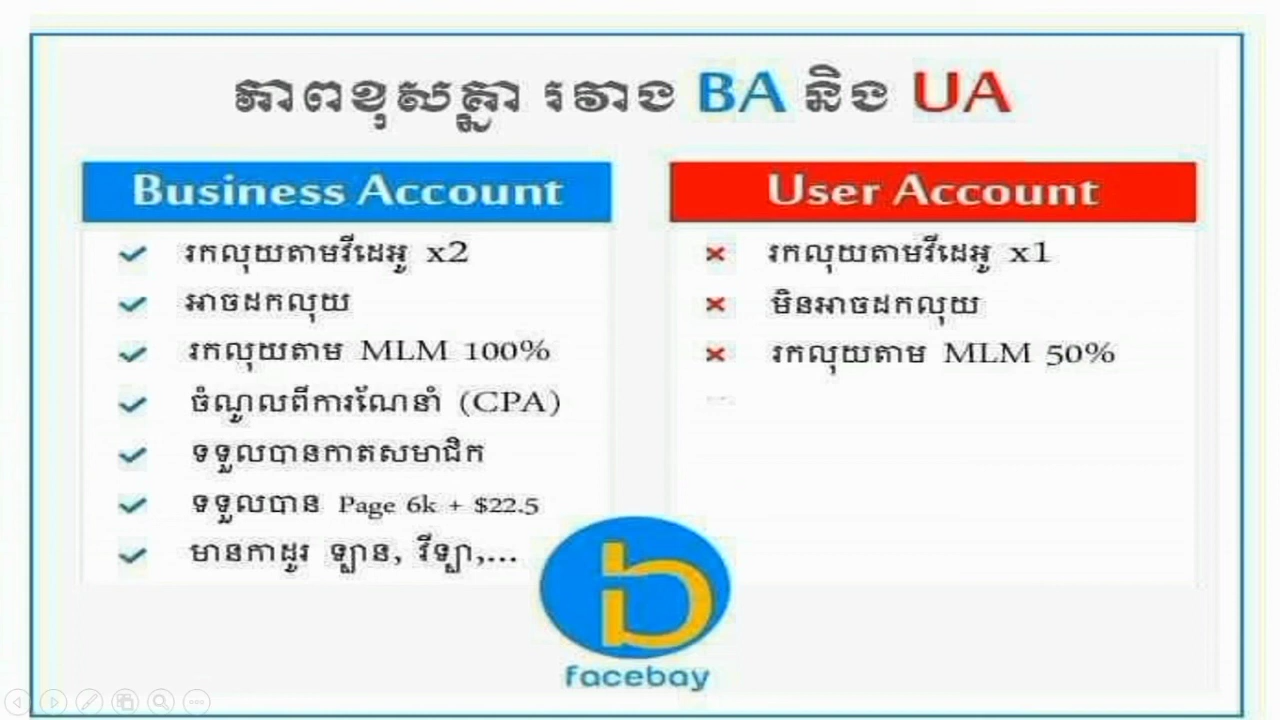 ភាពខុសគ្នា រវាង BA និង UA
Business Account
រកលុយតាមវីដេអូ x2
អាចដកលុយ
រកលុយតាម MLM 100%
ចំណូលពីការណែនាំ (CPA)
ទទួលបានកាតសមាជិក
ទទួលបាន Page 6k + $22.5
មានកាដូរ ឡាន, វីឡា,...
User Account
រកលុយតាមវីដេអូ x1
មិនអាចដកលុយ
រកលុយតាម MLM 50%
facebay